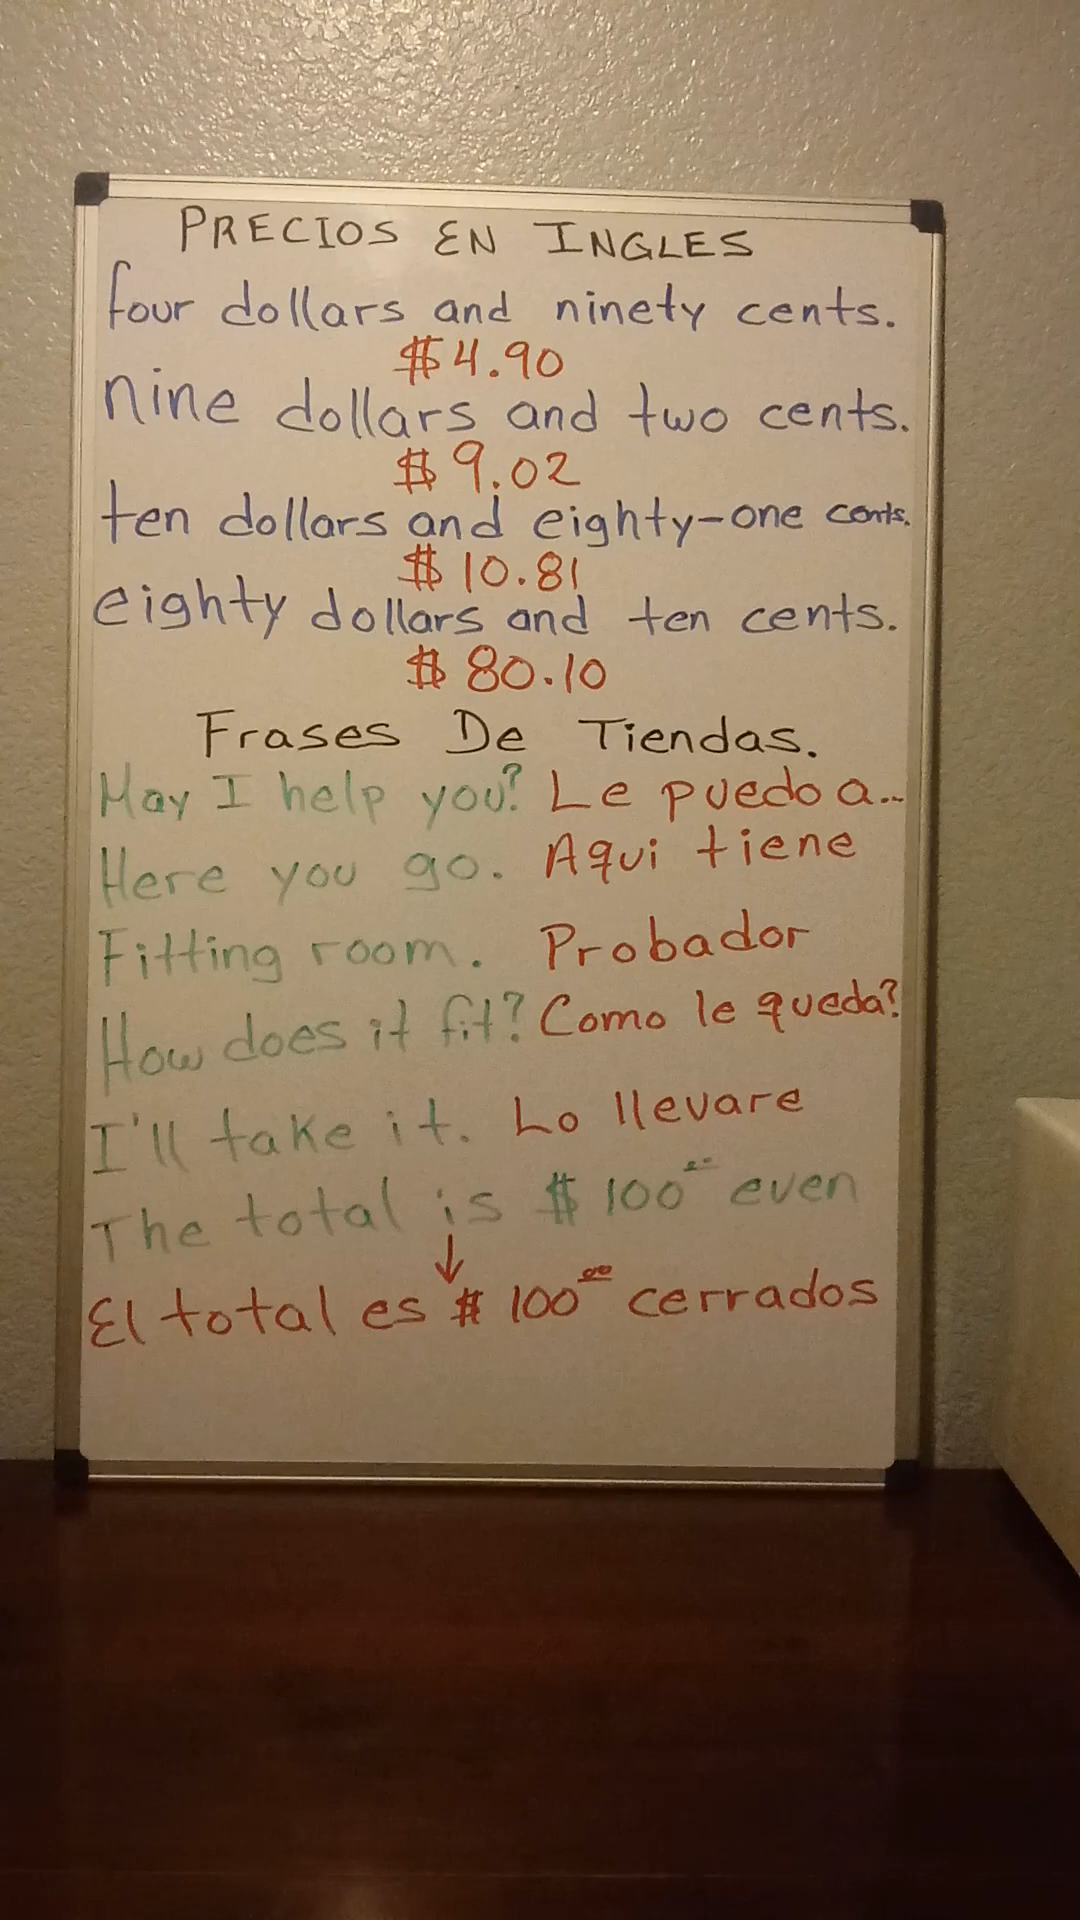 PRECIOS EN INGLES
four dollars and ninety cents.
$4.90
nine dollars and two cents.
$9.02
ten dollars and eighty-one cents.
$10.81
eighty dollars and ten cents.
$80.10
Frases De Tiendas.
May I help you? Le puedo a...
Here you go. Aqui tiene
Fitting room. Probador
How does it fit? Como le queda?
I'll take it. Lo llevare
The total is $100°° even
↓
El total es $100°° cerrados